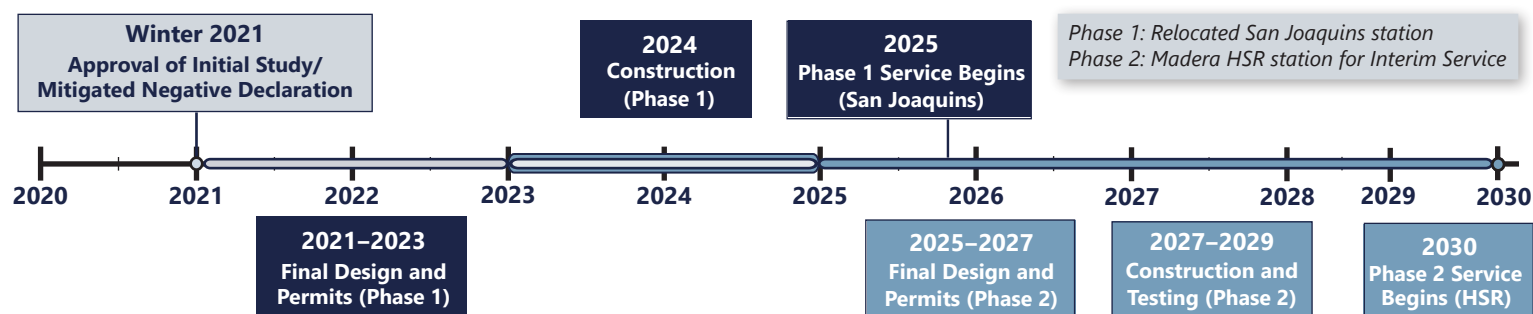 Winter 2021
Approval of Initial Study/
Mitigated Negative Declaration
2024
Construction
(Phase 1)
2025
Phase 1 Service Begins
(San Joaquins)
Phase 1: Relocated San Joaquins station
Phase 2: Madera HSR station for Interim Service
2020 2021 2022 2023 2024 2025 2026 2027 2028 2029 2030
2021–2023
Final Design and
Permits (Phase 1)
2025–2027
Final Design and
Permits (Phase 2)
2027–2029
Construction and
Testing (Phase 2)
2030
Phase 2 Service
Begins (HSR)